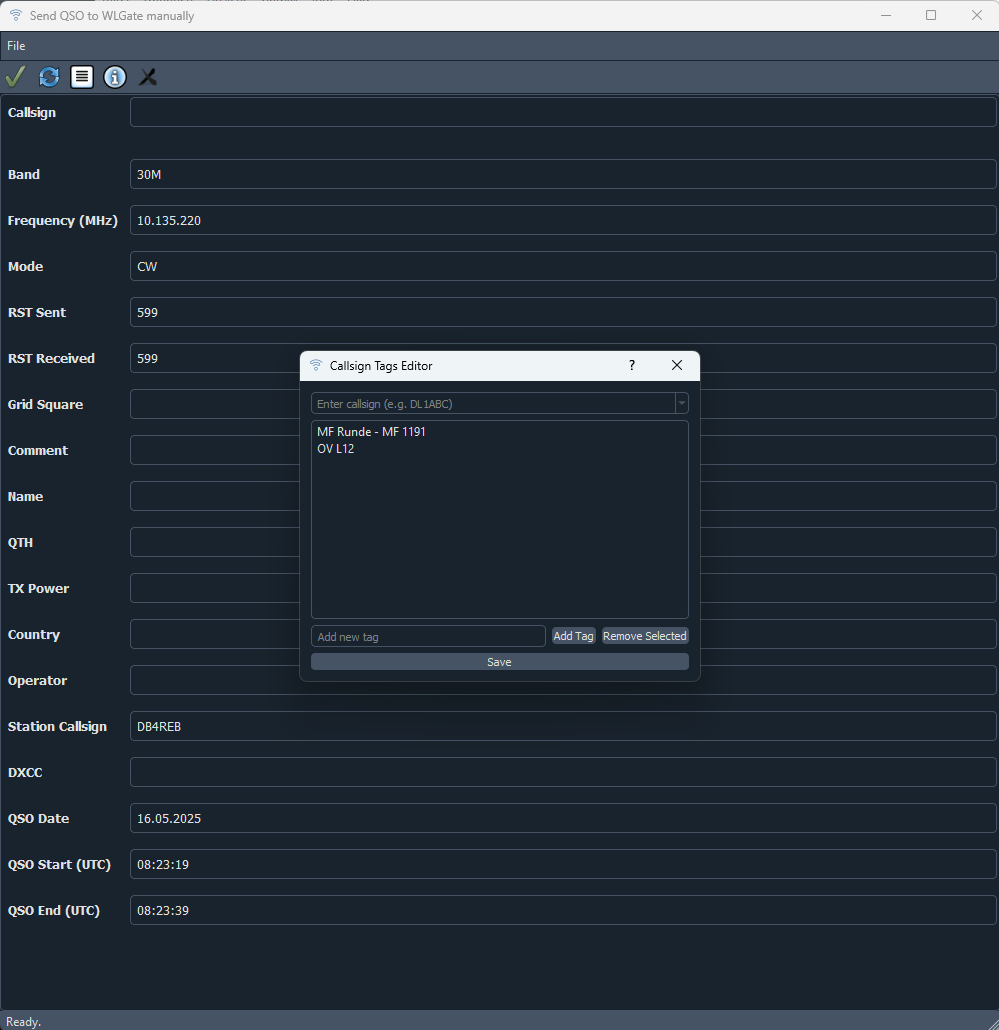 Send QSO to WLGate manually
File
Callsign
Band 30M
Frequency (MHz) 10.135.220
Mode CW
RST Sent 599
RST Received 599
Grid Square
Comment
Name
QTH
TX Power
Country
Operator
Station Callsign DB4REB
DXCC
QSO Date 16.05.2025
QSO Start (UTC) 08:23:19
QSO End (UTC) 08:23:39
Ready.
Callsign Tags Editor ?
Enter callsign (e.g. DL1ABC)
MF Runde - MF 1191
OV L12
Add new tag Add Tag Remove Selected
Save